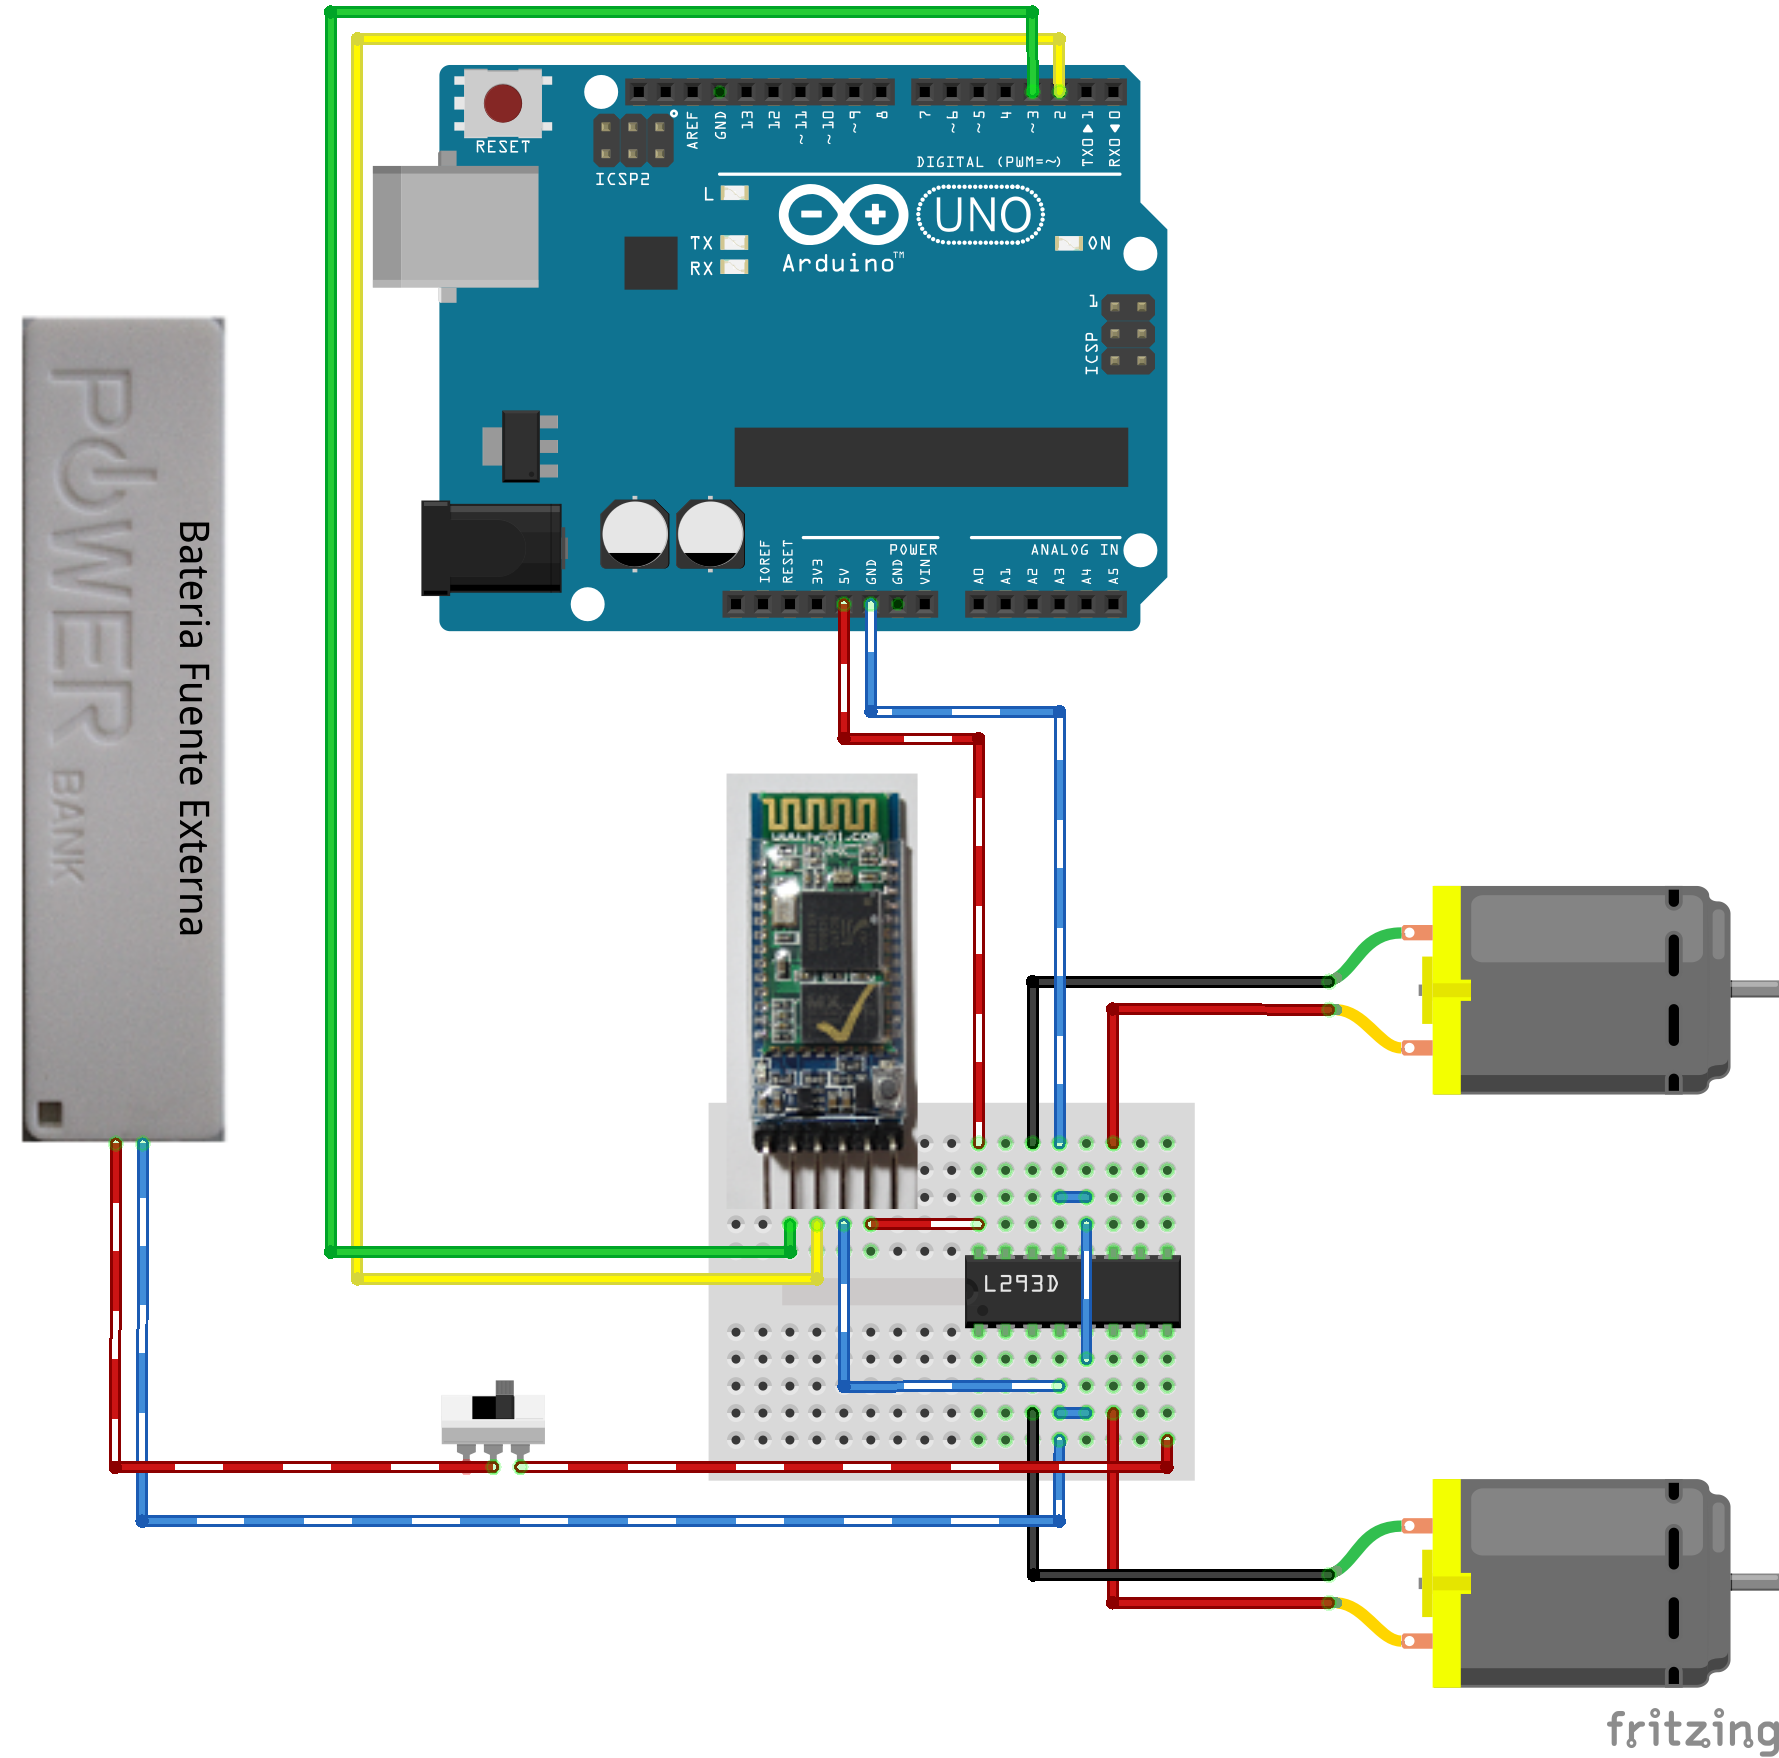 RESET
ICSP2
AREF
GND
13
12
~11
~10
~9
8
7
~6
~5
4
~3
2
TX0▶1
RX0◀0
DIGITAL (PWM=~)
L
TX
RX
UNO
Arduino™
ON
1
ICSP
POWER
BANK
Bateria Fuente Externa
IOREF
RESET
3V3
5V
GND
GND
VIN
POWER
ANALOG IN
A0
A1
A2
A3
A4
A5
L293D
fritzing